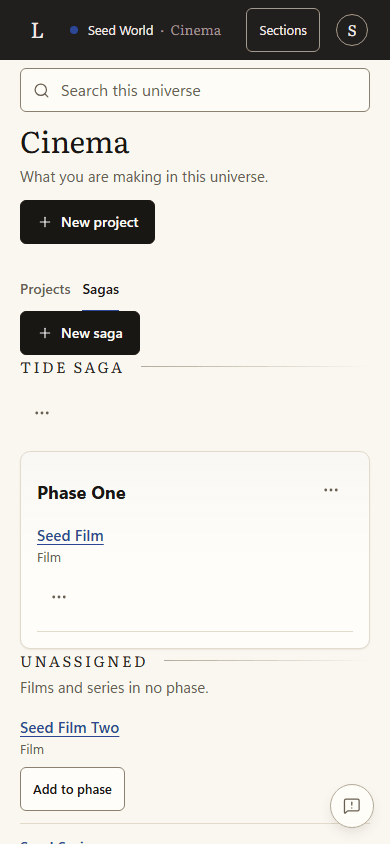 L Seed World · Cinema Sections S
Search this universe
Cinema
What you are making in this universe.
New project
Projects Sagas
New saga
TIDE SAGA
Phase One
Seed Film
Film
UNASSIGNED
Films and series in no phase.
Seed Film Two
Film
Add to phase